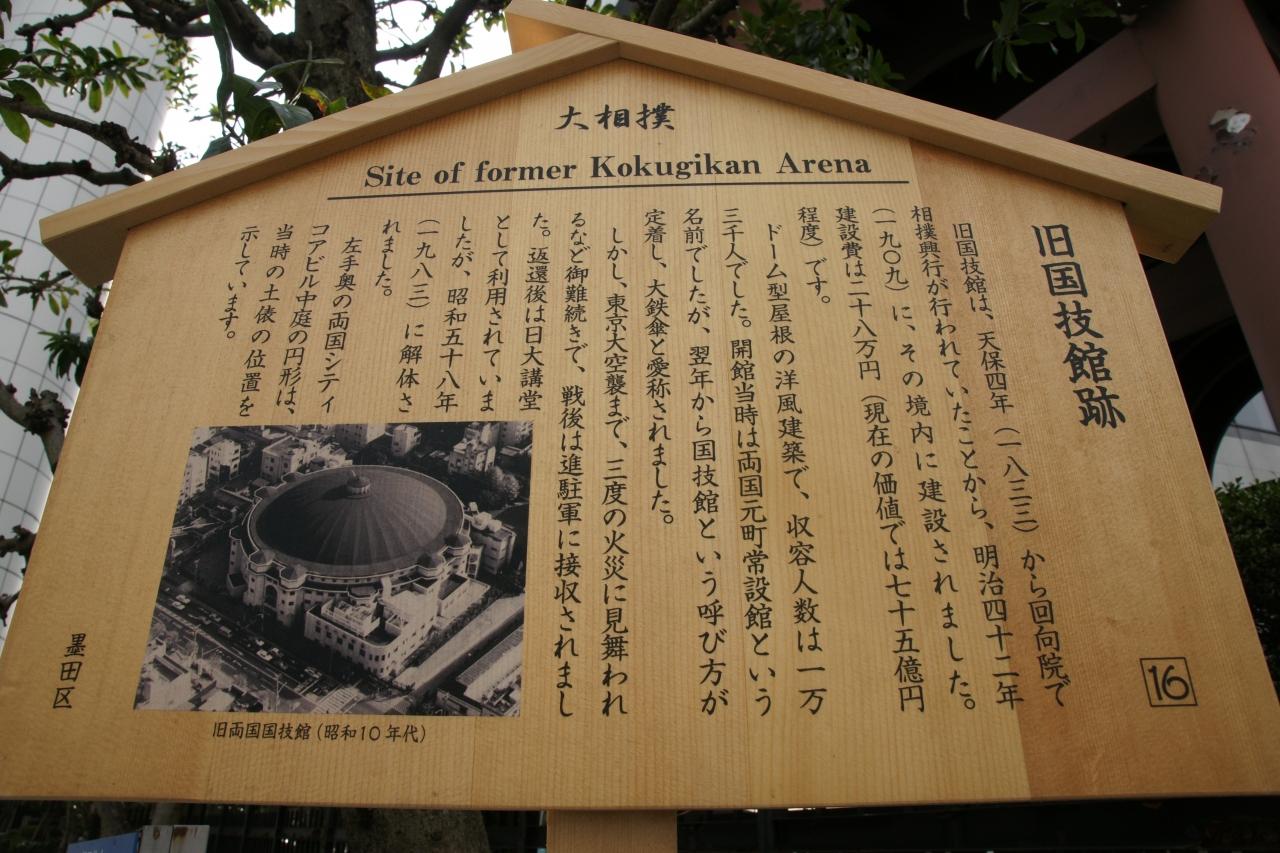 大相撲
Site of former Kokugikan Arena
旧国技館跡
旧国技館は、天保四年（一八三三）から回向院で
相撲興行が行われていたことから、明治四十二年
（一九〇九）に、その境内に建設されました。
建設費は二十八万円（現在の価値では七十五億円
程度）です。
ドーム型屋根の洋風建築で、収容人数は一万
三千人でした。開館当時は両国元町常設館という
名前でしたが、翌年から国技館という呼び方が
定着し、大鉄傘と愛称されました。
しかし、東京大空襲まで、三度の火災に見舞われ
るなど御難続きで、戦後は進駐軍に接収されまし
た。返還後は日大講堂
として利用されていま
したが、昭和五十八年
（一九八三）に解体さ
れました。
左手奥の両国シティ
コアビル中庭の円形は、
当時の土俵の位置を
示しています。
旧両国国技館（昭和10年代）
墨田区
16